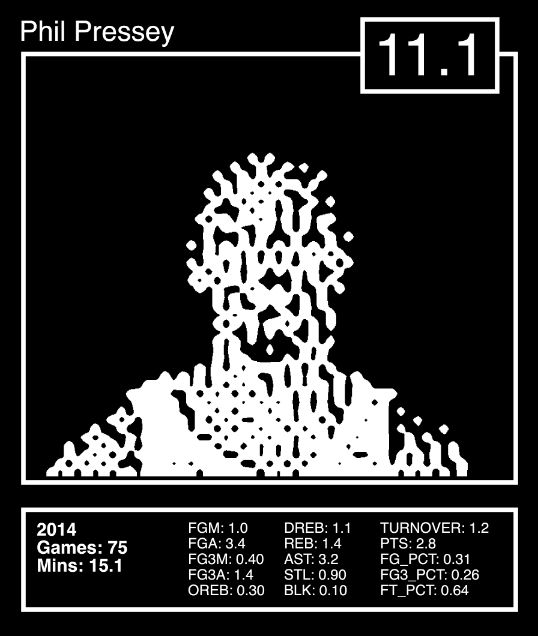 Phil Pressey
11.1
2014
Games: 75
Mins: 15.1
FGM: 1.0
FGA: 3.4
FG3M: 0.40
FG3A: 1.4
OREB: 0.30
DREB: 1.1
REB: 1.4
AST: 3.2
STL: 0.90
BLK: 0.10
TURNOVER: 1.2
PTS: 2.8
FG_PCT: 0.31
FG3_PCT: 0.26
FT_PCT: 0.64